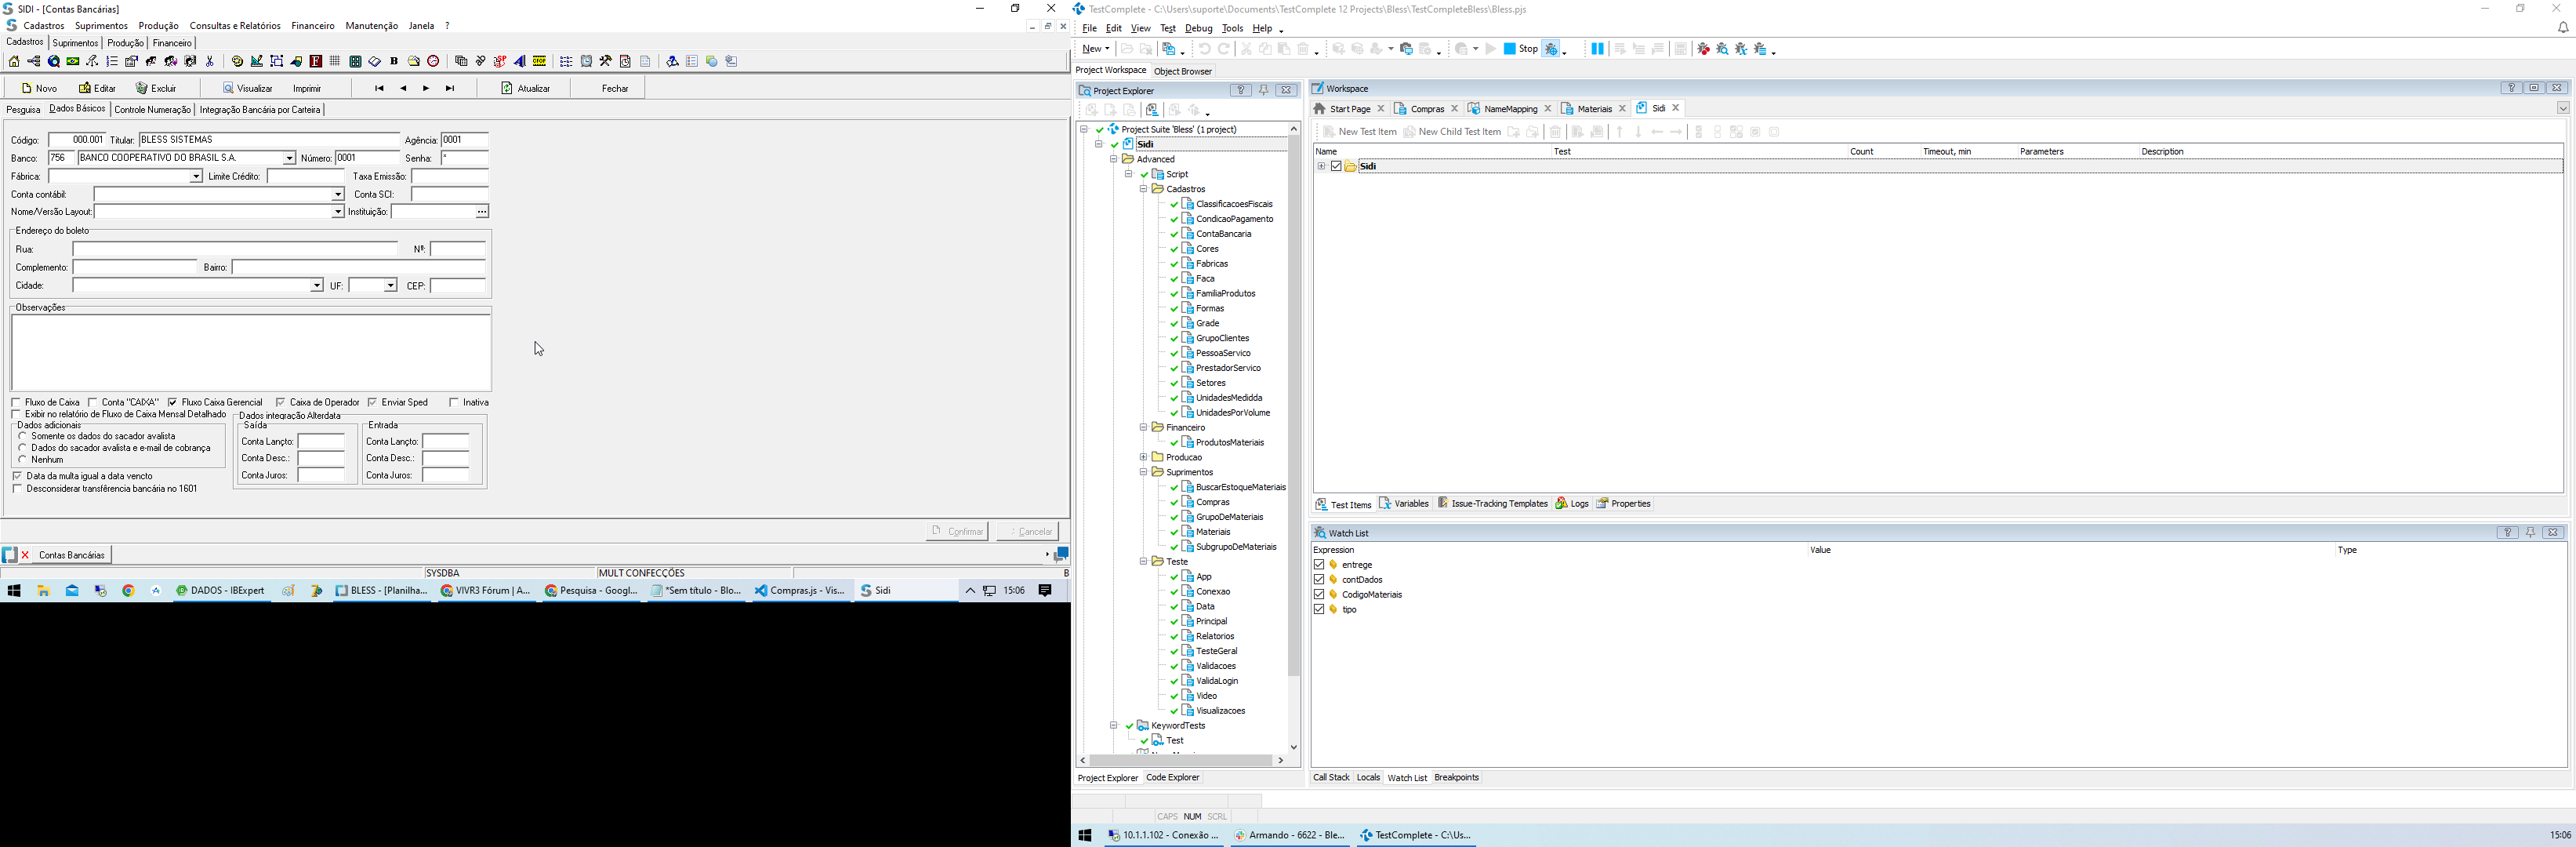 SIDI - [Contas Bancárias]
Cadastros Suprimentos Produção Consultas e Relatórios Financeiro Manutenção Janela ?
Cadastros Suprimentos Produção Financeiro
Novo Editar Excluir Visualizar Imprimir Atualizar Fechar
Pesquisa Dados Básicos Controle Numeração Integração Bancária por Carteira
Código: 000.001 Titular: BLESS SISTEMAS Agência: 0001
Banco: 756 BANCO COOPERATIVO DO BRASIL S.A. Número: 0001 Senha: *
Fábrica: Limite Crédito: Taxa Emissão:
Conta contábil: Conta SCI:
Nome/Versão Layout: Instituição: ...
Endereço do boleto
Rua: Nº:
Complemento: Bairro:
Cidade: UF: CEP:
Observações
Fluxo de Caixa Conta "CAIXA" Fluxo Caixa Gerencial Caixa de Operador Enviar Sped Inativa
Exibir no relatório de Fluxo de Caixa Mensal Detalhado
Dados adicionais
Somente os dados do sacador avalista
Dados do sacador avalista e e-mail de cobrança
Nenhum
Data da multa igual a data vencto
Desconsiderar transfêrencia bancária no 1601
Dados integração Alterdata
Saída Entrada
Conta Lançto: Conta Lançto:
Conta Desc.: Conta Desc.:
Conta Juros: Conta Juros:
Confirmar Cancelar
Contas Bancárias
SYSDBA MULT CONFECÇÕES B
DADOS - IBExpert BLESS - [Planilha... VIVR3 Fórum | A... Pesquisa - Googl... *Sem título - Blo... Compras.js - Vis... Sidi 15:06
TestComplete - C:\Users\suporte\Documents\TestComplete 12 Projects\Bless\TestCompleteBless\Bless.pjs
File Edit View Test Debug Tools Help
New Stop
Project Workspace Object Browser
Project Explorer
Project Suite 'Bless' (1 project)
Sidi
Advanced
Script
Cadastros
ClassificacoesFiscais
CondicaoPagamento
ContaBancaria
Cores
Fabricas
Faca
FamiliaProdutos
Formas
Grade
GrupoClientes
PessoaServico
PrestadorServico
Setores
UnidadesMedidda
UnidadesPorVolume
Financeiro
ProdutosMateriais
Producao
Suprimentos
BuscarEstoqueMateriais
Compras
GrupoDeMateriais
Materiais
SubgrupoDeMateriais
Teste
App
Conexao
Data
Principal
Relatorios
TesteGeral
Validacoes
ValidaLogin
Video
Visualizacoes
KeywordTests
Test
Project Explorer Code Explorer
Workspace
Start Page Compras NameMapping Materiais Sidi
New Test Item New Child Test Item
Name Test Count Timeout, min Parameters Description
Sidi
Test Items Variables Issue-Tracking Templates Logs Properties
Watch List
Expression Value Type
entrege
contDados
CodigoMateriais
tipo
Call Stack Locals Watch List Breakpoints
CAPS NUM SCRL
10.1.1.102 - Conexão ... Armando - 6622 - Ble... TestComplete - C:\Us... 15:06